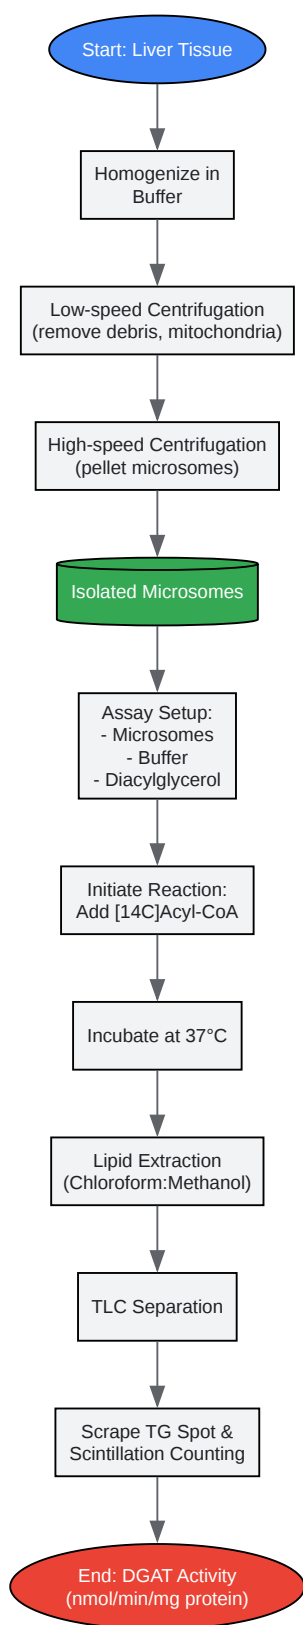 Start: Liver Tissue
Homogenize in
Buffer
Low-speed Centrifugation
(remove debris, mitochondria)
High-speed Centrifugation
(pellet microsomes)
Isolated Microsomes
Assay Setup:
- Microsomes
- Buffer
- Diacylglycerol
Initiate Reaction:
Add [14C]Acyl-CoA
Incubate at 37°C
Lipid Extraction
(Chloroform:Methanol)
TLC Separation
Scrape TG Spot &
Scintillation Counting
End: DGAT Activity
(nmol/min/mg protein)